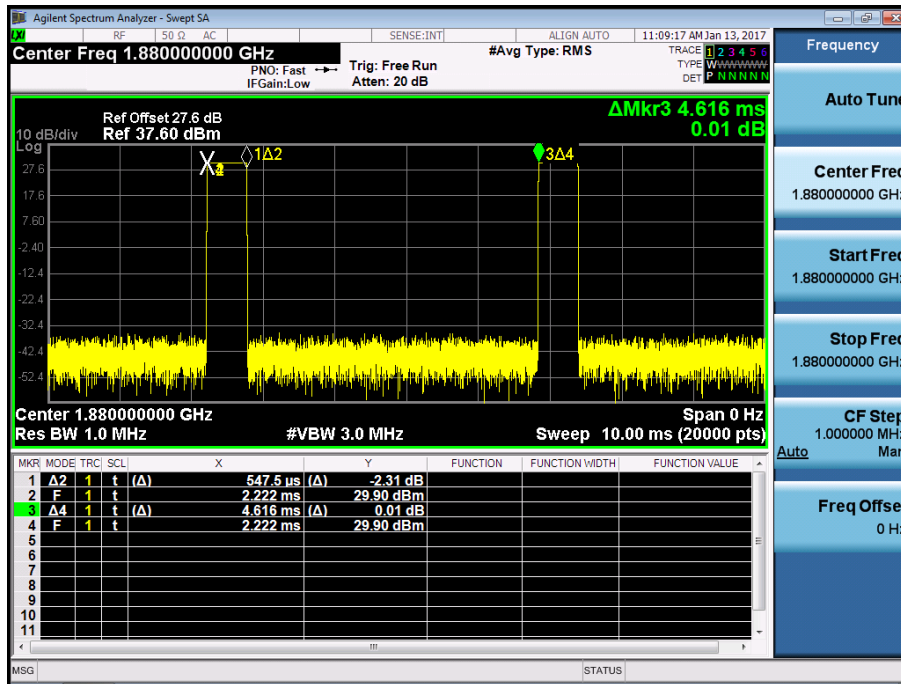 Agilent Spectrum Analyzer - Swept SA
LXI RF 50 Ω AC SENSE:INT ALIGN AUTO 11:09:17 AM Jan 13, 2017
Center Freq 1.880000000 GHz #Avg Type: RMS TRACE 1 2 3 4 5 6
PNO: Fast Trig: Free Run TYPE WWWWWW
IFGain:Low Atten: 20 dB DET P N N N N N
ΔMkr3 4.616 ms
0.01 dB
Ref Offset 27.6 dB
10 dB/div Ref 37.60 dBm
Log
1Δ2
3Δ4
27.6
17.6
7.60
-2.40
-12.4
-22.4
-32.4
-42.4
-52.4
Center 1.880000000 GHz Span 0 Hz
Res BW 1.0 MHz #VBW 3.0 MHz Sweep 10.00 ms (20000 pts)
MKR MODE TRC SCL X Y FUNCTION FUNCTION WIDTH FUNCTION VALUE
1 Δ2 1 t (Δ) 547.5 µs (Δ) -2.31 dB
2 F 1 t 2.222 ms 29.90 dBm
3 Δ4 1 t (Δ) 4.616 ms (Δ) 0.01 dB
4 F 1 t 2.222 ms 29.90 dBm
5
6
7
8
9
10
11
MSG STATUS
Frequency
Auto Tune
Center Freq
1.880000000 GHz
Start Freq
1.880000000 GHz
Stop Freq
1.880000000 GHz
CF Step
1.000000 MHz
Auto Man
Freq Offset
0 Hz